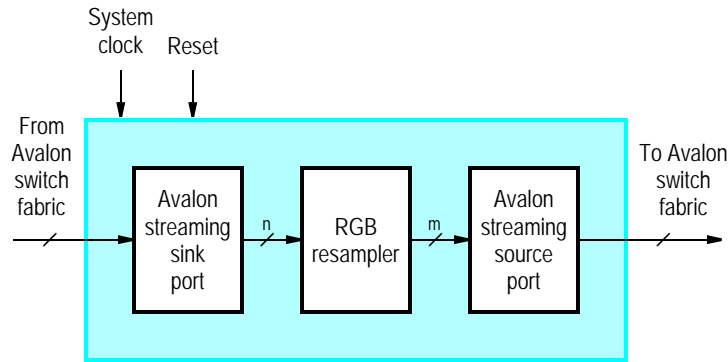 System
clock
Reset
From
Avalon
switch
fabric
Avalon
streaming
sink
port
n
RGB
resampler
m
Avalon
streaming
source
port
To Avalon
switch
fabric